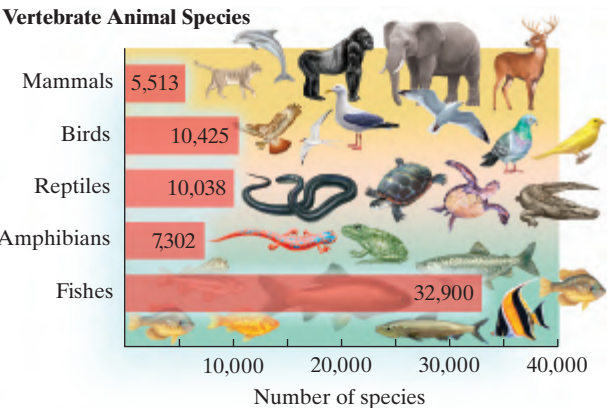 Vertebrate Animal Species
Mammals 5,513
Birds 10,425
Reptiles 10,038
Amphibians 7,302
Fishes 32,900
10,000 20,000 30,000 40,000
Number of species